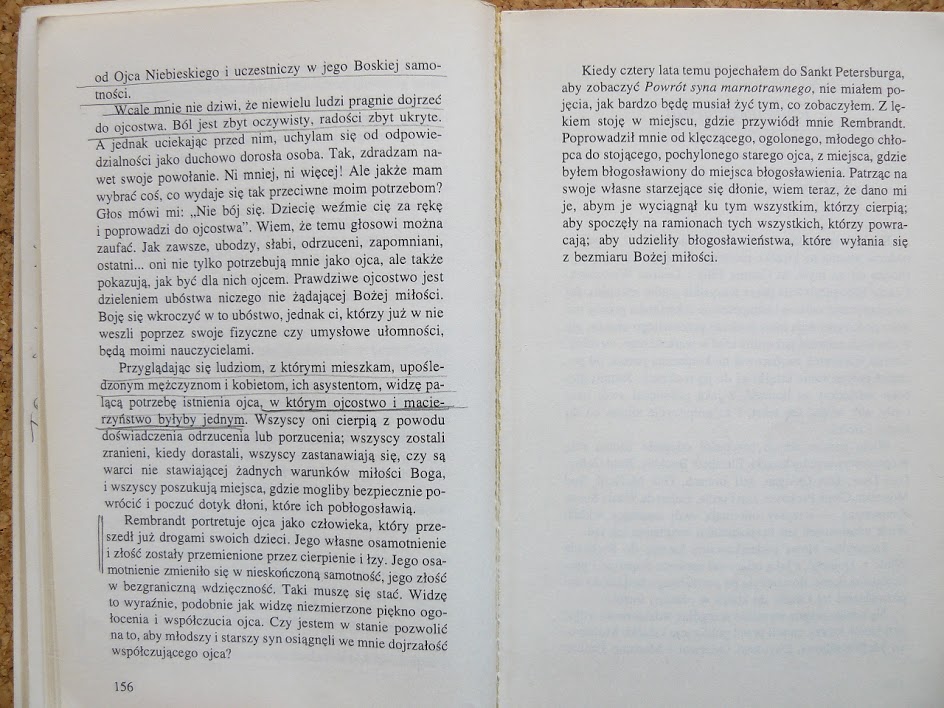 od Ojca Niebieskiego i uczestniczy w jego Boskiej samo-
tności.
Wcale mnie nie dziwi, że niewielu ludzi pragnie dojrzeć
do ojcostwa. Ból jest zbyt oczywisty, radości zbyt ukryte.
A jednak uciekając przed nim, uchylam się od odpowie-
dzialności jako duchowo dorosła osoba. Tak, zdradzam na-
wet swoje powołanie. Ni mniej, ni więcej! Ale jakże mam
wybrać coś, co wydaje się tak przeciwne moim potrzebom?
Głos mówi mi: „Nie bój się. Dziecię weźmie cię za rękę
i poprowadzi do ojcostwa”. Wiem, że temu głosowi można
zaufać. Jak zawsze, ubodzy, słabi, odrzuceni, zapomniani,
ostatni... oni nie tylko potrzebują mnie jako ojca, ale także
pokazują, jak być dla nich ojcem. Prawdziwe ojcostwo jest
dzieleniem ubóstwa niczego nie żądającej Bożej miłości.
Boję się wkroczyć w to ubóstwo, jednak ci, którzy już w nie
weszli poprzez swoje fizyczne czy umysłowe ułomności,
będą moimi nauczycielami.
Przyglądając się ludziom, z którymi mieszkam, upośle-
dzonym mężczyznom i kobietom, ich asystentom, widzę pa-
lącą potrzebę istnienia ojca, w którym ojcostwo i macie-
rzyństwo byłyby jednym. Wszyscy oni cierpią z powodu
doświadczenia odrzucenia lub porzucenia; wszyscy zostali
zranieni, kiedy dorastali, wszyscy zastanawiają się, czy są
warci nie stawiającej żadnych warunków miłości Boga,
i wszyscy poszukują miejsca, gdzie mogliby bezpiecznie po-
wrócić i poczuć dotyk dłoni, które ich pobłogosławią.
Rembrandt portretuje ojca jako człowieka, który prze-
szedł już drogami swoich dzieci. Jego własne osamotnienie
i złość zostały przemienione przez cierpienie i łzy. Jego osa-
motnienie zmieniło się w nieskończoną samotność, jego złość
w bezgraniczną wdzięczność. Taki muszę się stać. Widzę
to wyraźnie, podobnie jak widzę niezmierzone piękno ogo-
łocenia i współczucia ojca. Czy jestem w stanie pozwolić
na to, aby młodszy i starszy syn osiągnęli we mnie dojrzałość
współczującego ojca?
156
Kiedy cztery lata temu pojechałem do Sankt Petersburga,
aby zobaczyć Powrót syna marnotrawnego, nie miałem po-
jęcia, jak bardzo będę musiał żyć tym, co zobaczyłem. Z lę-
kiem stoję w miejscu, gdzie przywiódł mnie Rembrandt.
Poprowadził mnie od klęczącego, ogolonego, młodego chło-
pca do stojącego, pochylonego starego ojca, z miejsca, gdzie
byłem błogosławiony do miejsca błogosławienia. Patrząc na
swoje własne starzejące się dłonie, wiem teraz, że dano mi
je, abym je wyciągnął ku tym wszystkim, którzy cierpią;
aby spoczęły na ramionach tych wszystkich, którzy powra-
cają; aby udzieliły błogosławieństwa, które wyłania się
z bezmiaru Bożej miłości.